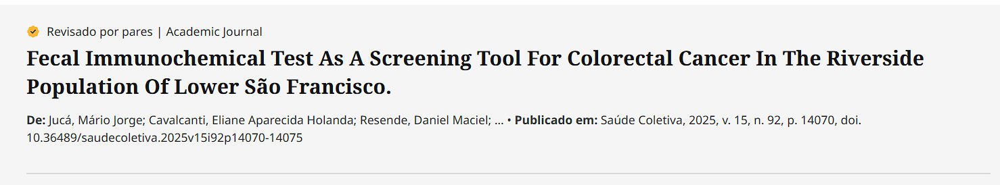 Revisado por pares | Academic Journal
Fecal Immunochemical Test As A Screening Tool For Colorectal Cancer In The Riverside
Population Of Lower São Francisco.
De: Jucá, Mário Jorge; Cavalcanti, Eliane Aparecida Holanda; Resende, Daniel Maciel; ... • Publicado em: Saúde Coletiva, 2025, v. 15, n. 92, p. 14070, doi.
10.36489/saudecoletiva.2025v15i92p14070-14075